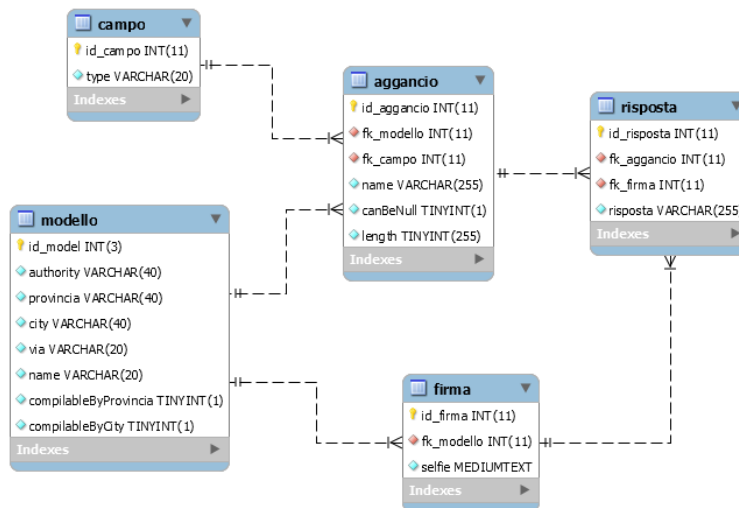 campo
id_campo INT(11)
type VARCHAR(20)
Indexes
aggancio
id_aggancio INT(11)
fk_modello INT(11)
fk_campo INT(11)
name VARCHAR(255)
canBeNull TINYINT(1)
length TINYINT(255)
Indexes
risposta
id_risposta INT(11)
fk_aggancio INT(11)
fk_firma INT(11)
risposta VARCHAR(255)
Indexes
modello
id_model INT(3)
authority VARCHAR(40)
provincia VARCHAR(40)
city VARCHAR(40)
via VARCHAR(20)
name VARCHAR(20)
compilableByProvincia TINYINT(1)
compilableByCity TINYINT(1)
Indexes
firma
id_firma INT(11)
fk_modello INT(11)
selfie MEDIUMTEXT
Indexes